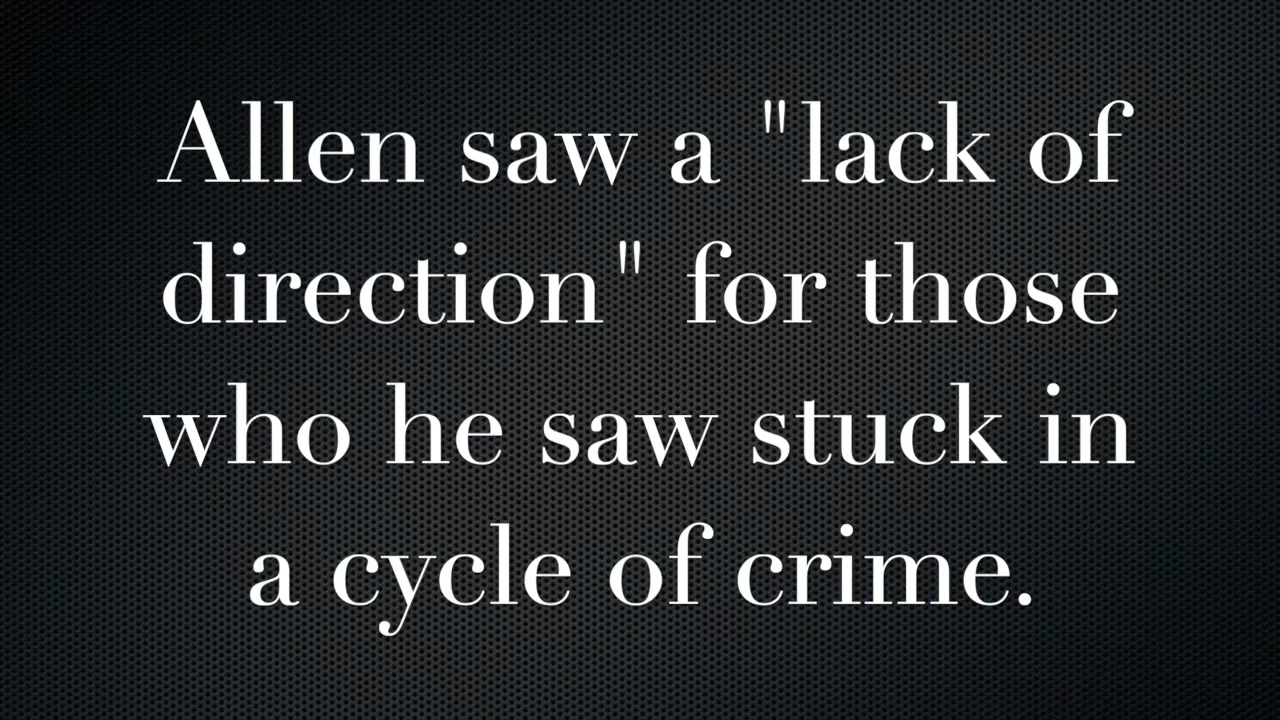 Allen saw a "lack of
direction" for those
who he saw stuck in
a cycle of crime.